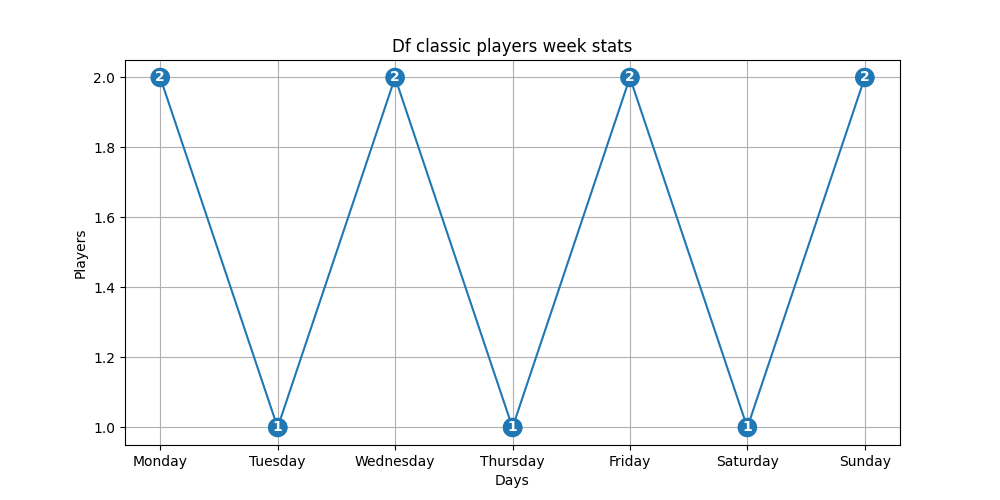 Df classic players week stats
2.0
1.8
1.6
1.4
1.2
1.0
Players
2 1 2 1 2 1 2
Monday Tuesday Wednesday Thursday Friday Saturday Sunday
Days